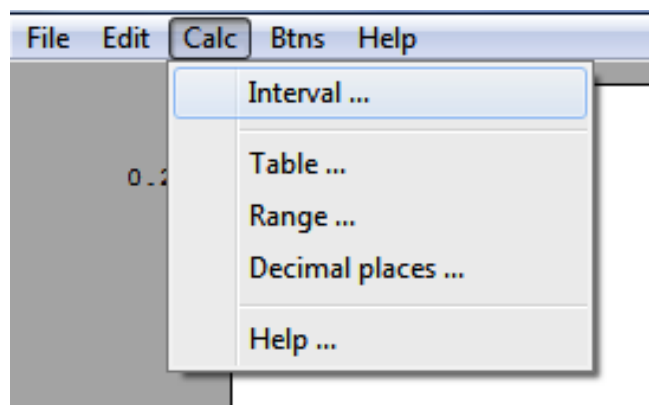 File Edit Calc Btns Help
Interval ...
Table ...
Range ...
Decimal places ...
Help ...